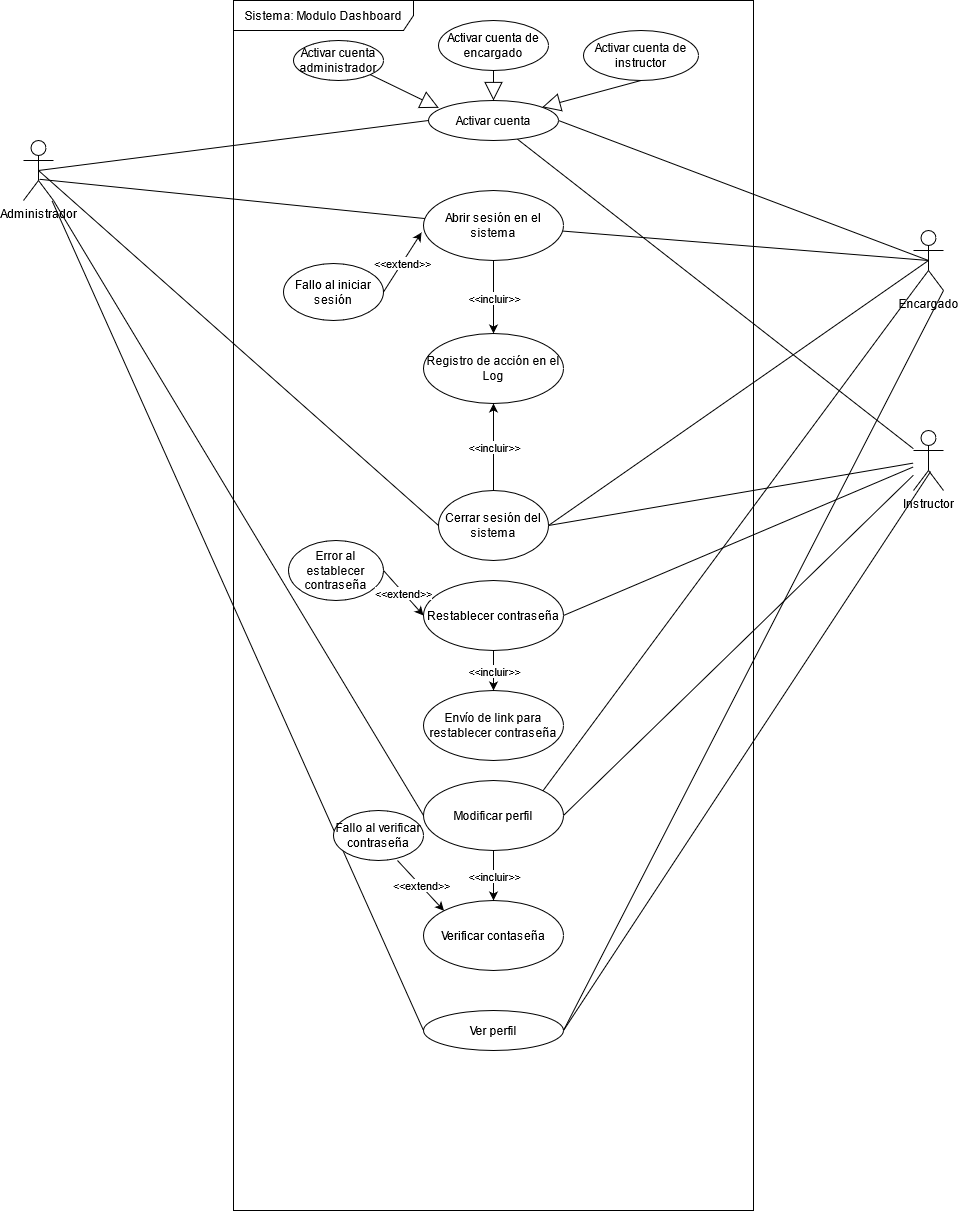 Sistema: Modulo Dashboard
Activar cuenta
administrador
Activar cuenta de
encargado
Activar cuenta de
instructor
Activar cuenta
Administrador
Abrir sesión en el
sistema
<<extend>>
Fallo al iniciar
sesión
<<incluir>>
Encargado
Registro de acción en el
Log
<<incluir>>
Instructor
Cerrar sesión del
sistema
Error al
establecer
contraseña
<<extend>>
Restablecer contraseña
<<incluir>>
Envío de link para
restablecer contraseña
Modificar perfil
Fallo al verificar
contraseña
<<incluir>>
<<extend>>
Verificar contaseña
Ver perfil